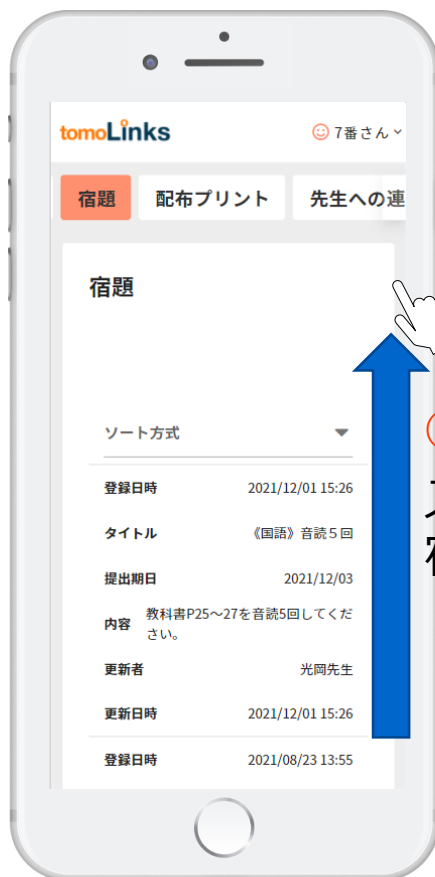 tomoLinks
7番さん
宿題 配布プリント 先生への連
宿題
ソート方式
登録日時 2021/12/01 15:26
タイトル 《国語》音読5回
提出期日 2021/12/03
内容 教科書P25～27を音読5回してくだ
さい。
更新者 光岡先生
更新日時 2021/12/01 15:26
登録日時 2021/08/23 13:55